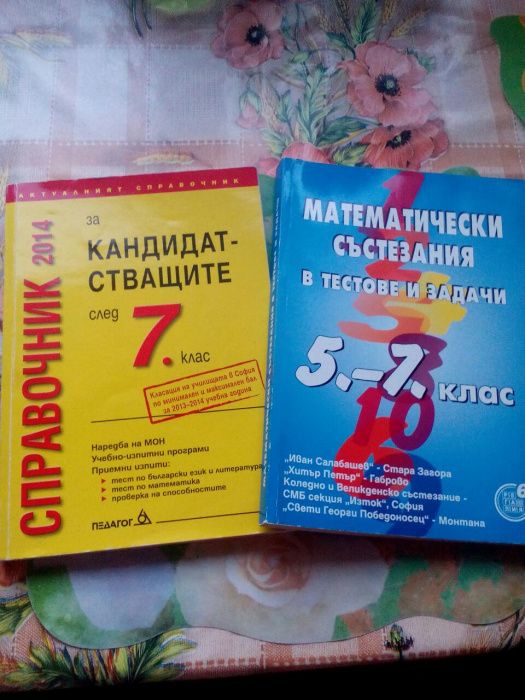 АКТУАЛНИЯТ СПРАВОЧНИК
СПРАВОЧНИК 2014
за
КАНДИДАТ-
СТВАЩИТЕ
след
7. клас
Класация на училищата в София
по минимален и максимален бал
за 2013–2014 учебна година
Наредба на МОН
Учебно-изпитни програми
Приемни изпити:
тест по български език и литература
тест по математика
проверка на способностите
ПЕДАГОГ 6
МАТЕМАТИЧЕСКИ
СЪСТЕЗАНИЯ
В ТЕСТОВЕ И ЗАДАЧИ
5.-7. клас
„Иван Салабашев" - Стара Загора
„Хитър Петър" - Габрово
Коледно и Великденско състезание -
СМБ секция „Изток", София
„Свети Георги Победоносец" - Монтана